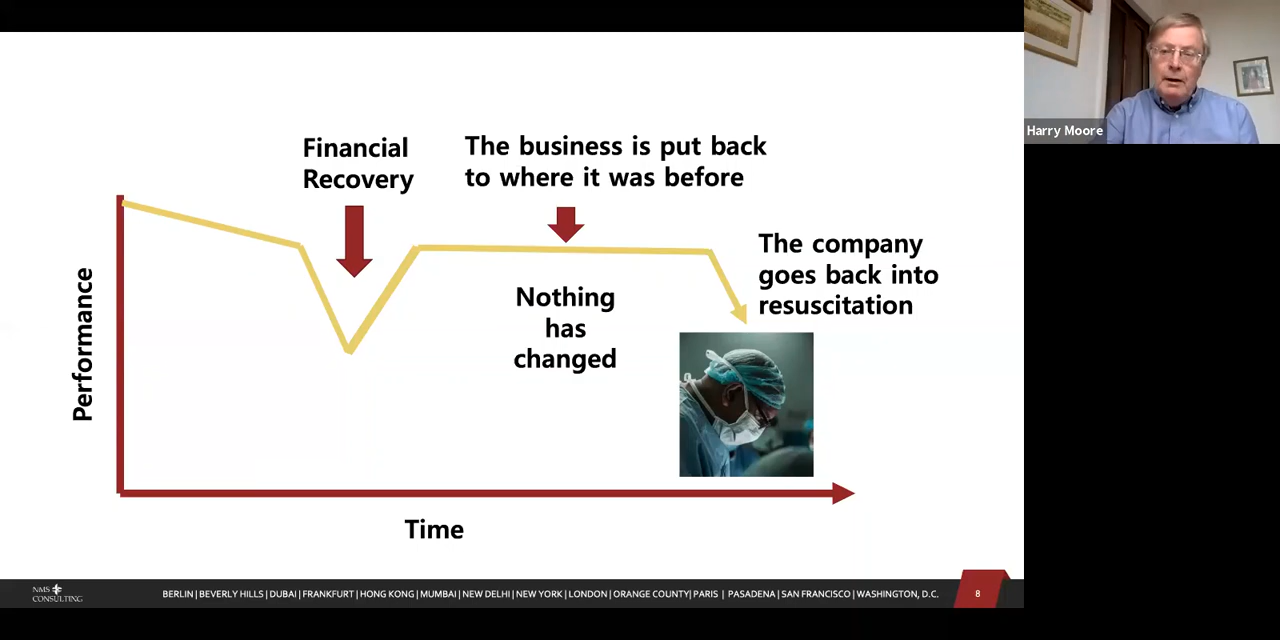 Financial
Recovery
The business is put back
to where it was before
The company
goes back into
resuscitation
Nothing
has
changed
Performance
Time
NMS
CONSULTING
BERLIN | BEVERLY HILLS | DUBAI | FRANKFURT | HONG KONG | MUMBAI | NEW DELHI | NEW YORK | LONDON | ORANGE COUNTY | PARIS | PASADENA | SAN FRANCISCO | WASHINGTON, D.C.
8
Harry Moore